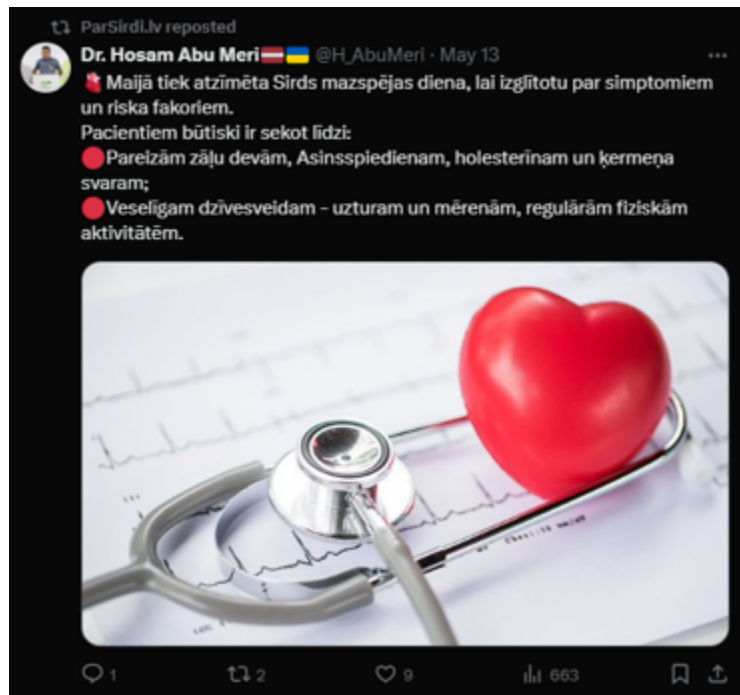 ParSirdi.lv reposted
Dr. Hosam Abu Meri🇱🇻🇺🇦 @H_AbuMeri · May 13
🫀Maijā tiek atzīmēta Sirds mazspējas diena, lai izglītotu par simptomiem
un riska fakoriem.
Pacientiem būtiski ir sekot līdzi:
🔴Pareizām zāļu devām, Asinsspiedienam, holesterīnam un ķermeņa
svaram;
🔴Veselīgam dzīvesveidam – uzturam un mērenām, regulārām fiziskām
aktivitātēm.
1 2 9 663